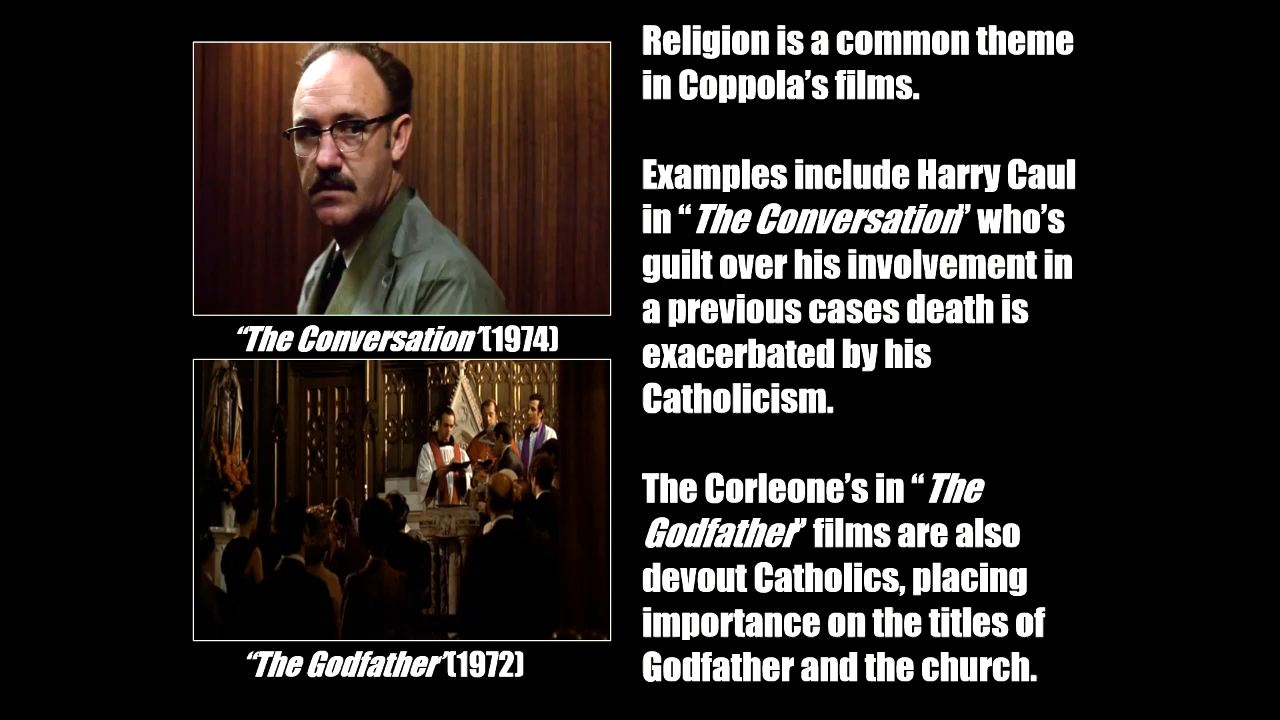 "The Conversation"(1974)
"The Godfather"(1972)
Religion is a common theme
in Coppola's films.
Examples include Harry Caul
in "The Conversation" who's
guilt over his involvement in
a previous cases death is
exacerbated by his
Catholicism.
The Corleone's in "The
Godfather" films are also
devout Catholics, placing
importance on the titles of
Godfather and the church.